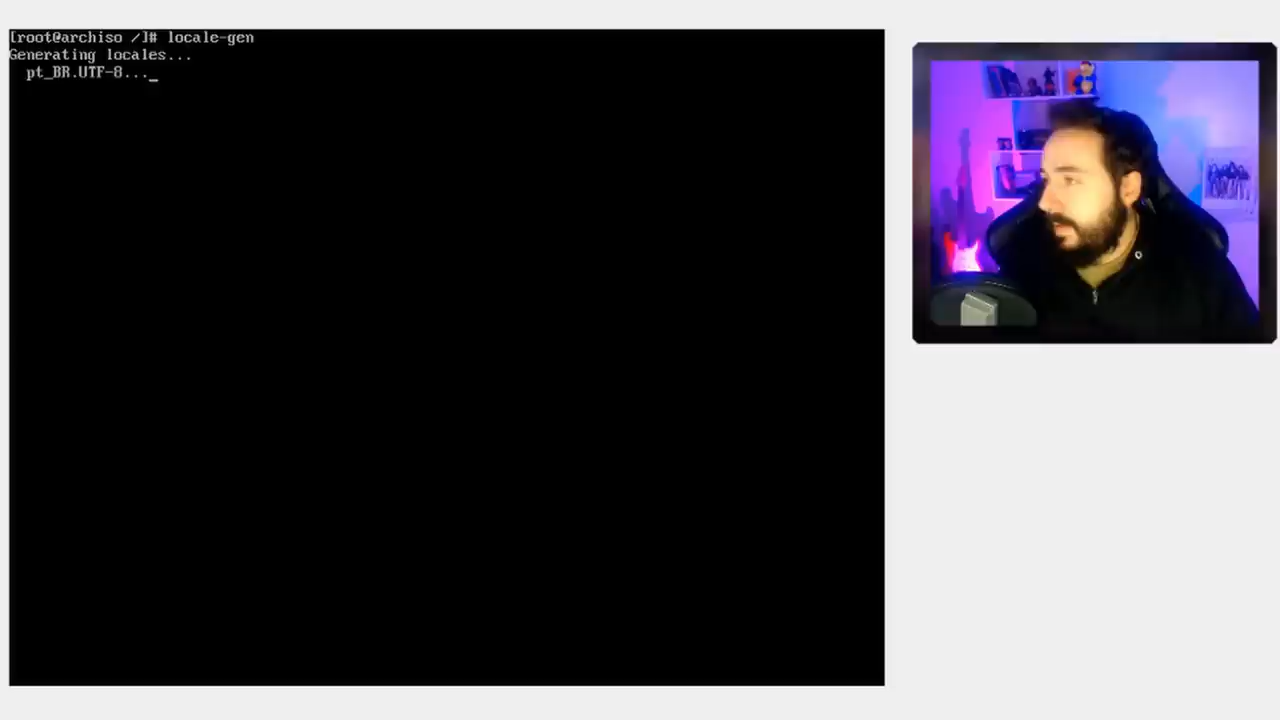 [root@archiso /]# locale-gen
Generating locales...
  pt_BR.UTF-8..._